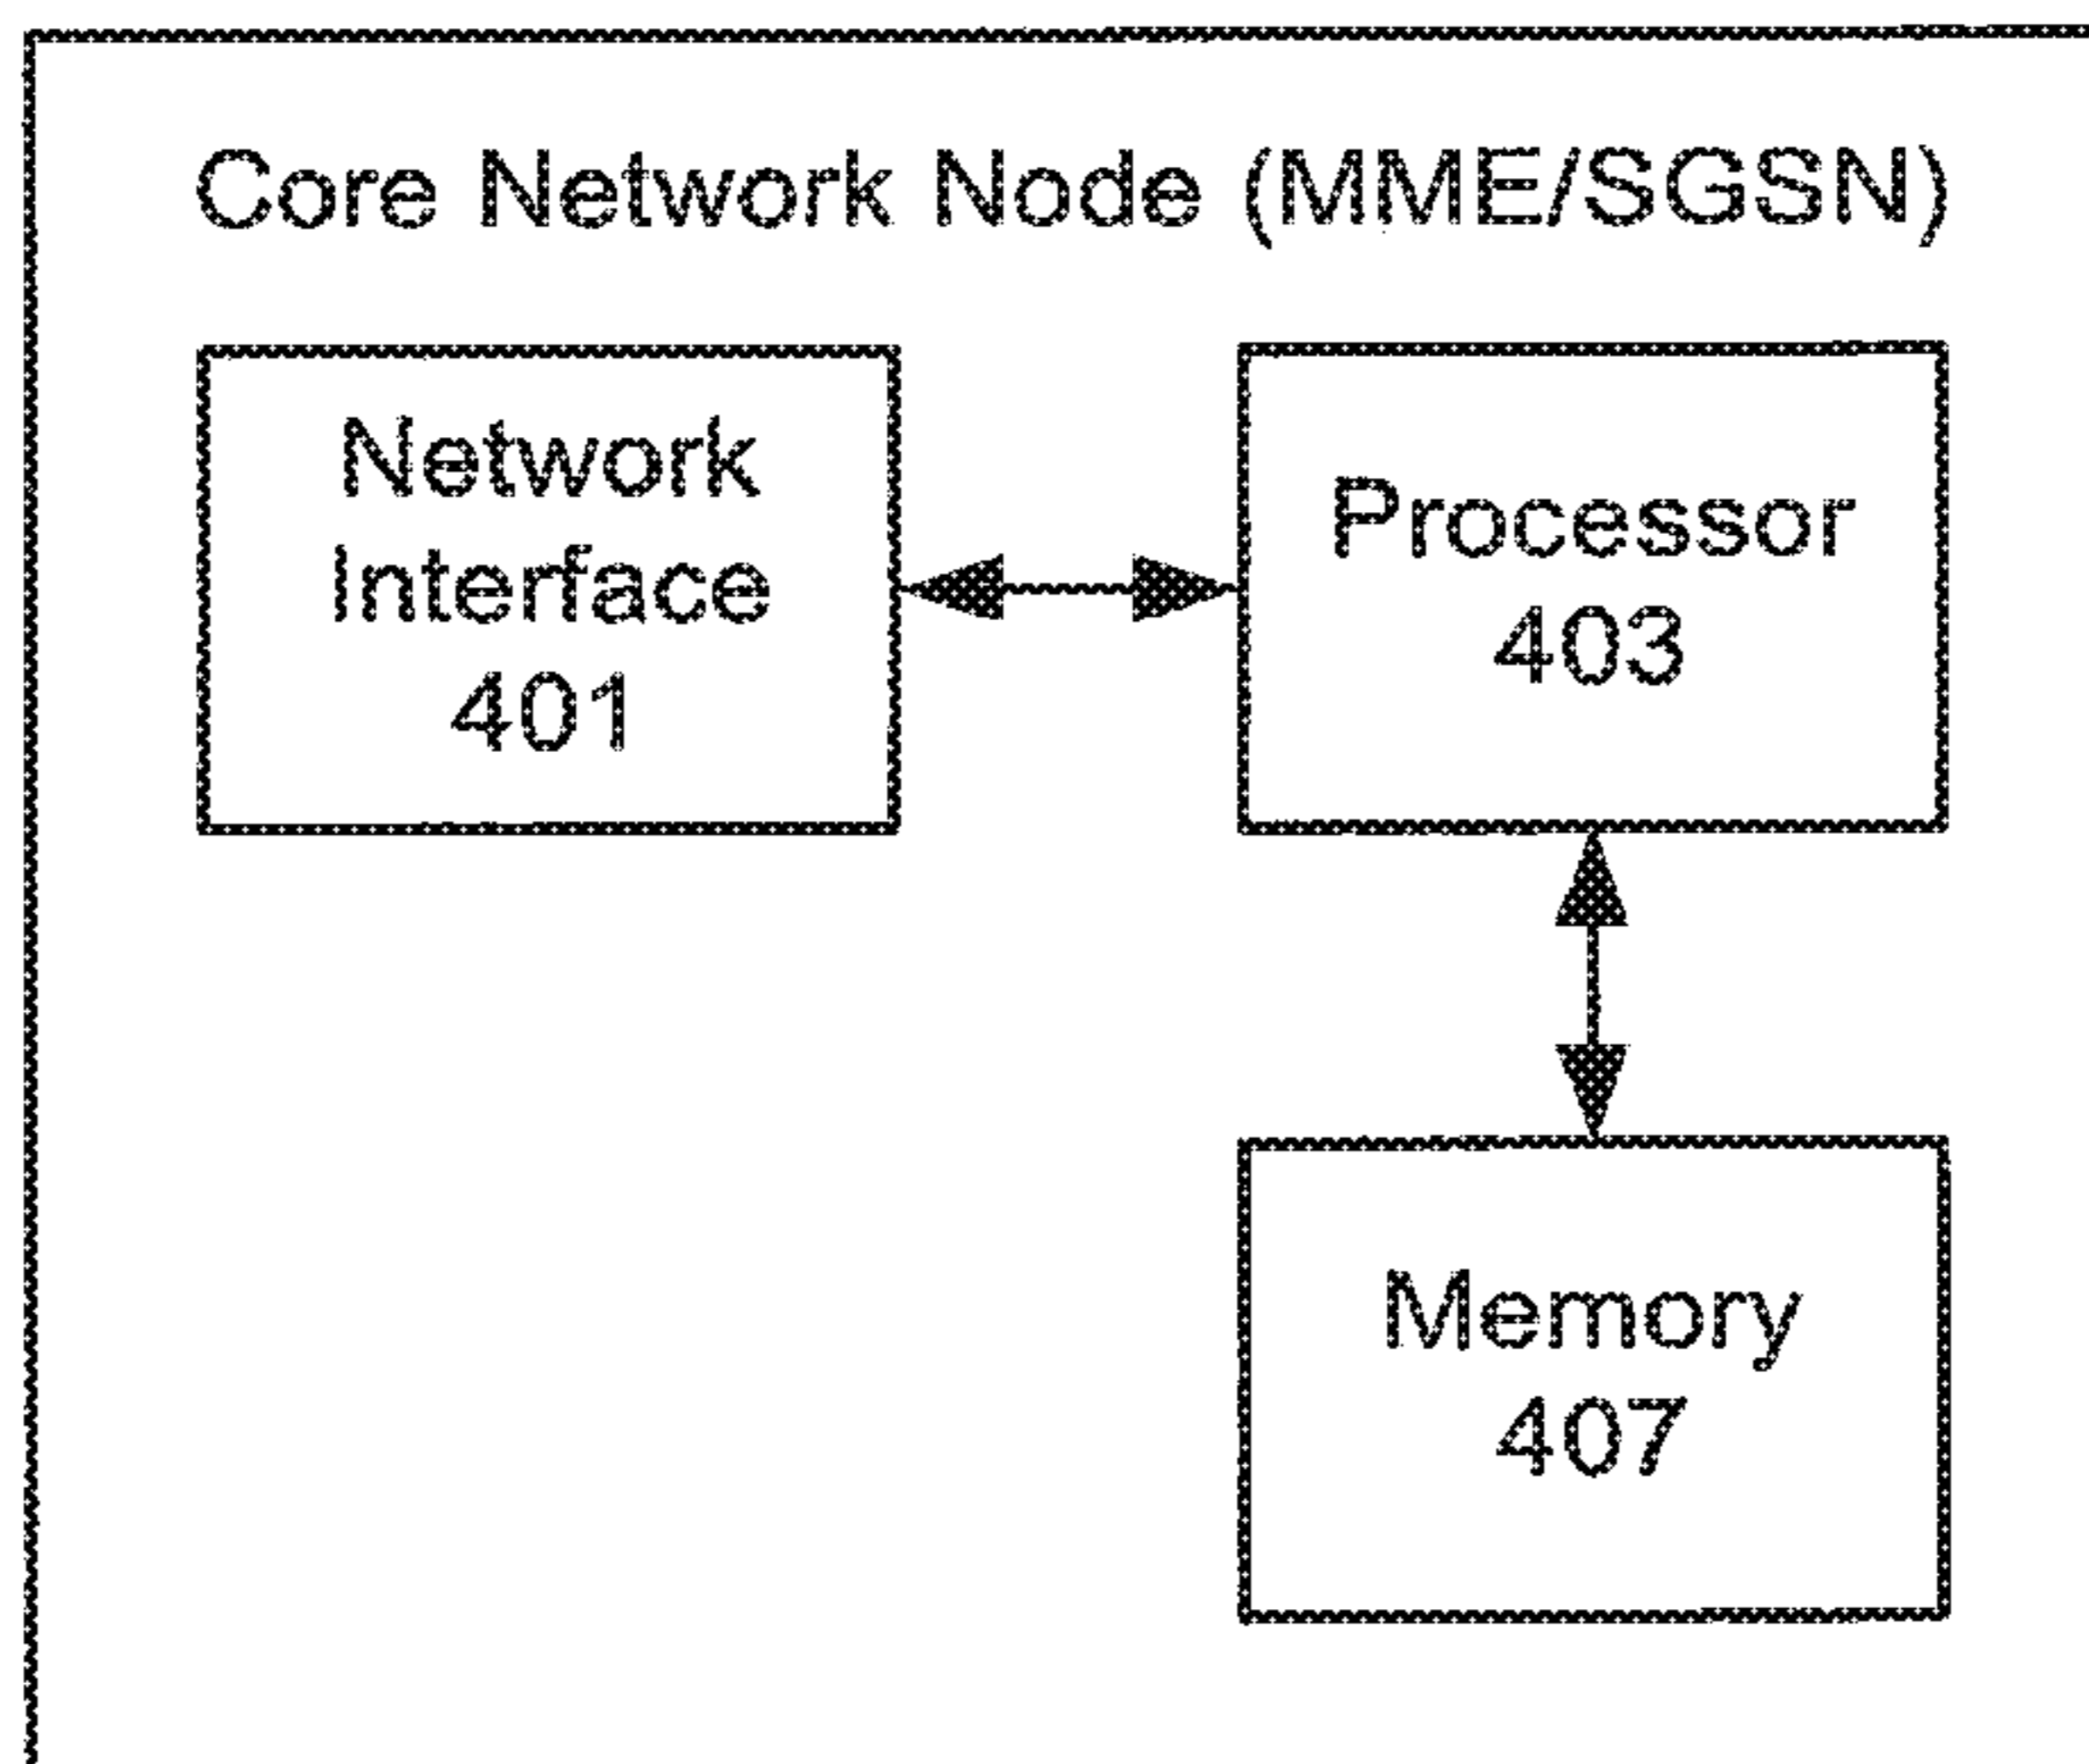 Core Network Node (MME/SGSN)
Network
Interface
401
Processor
403
Memory
407